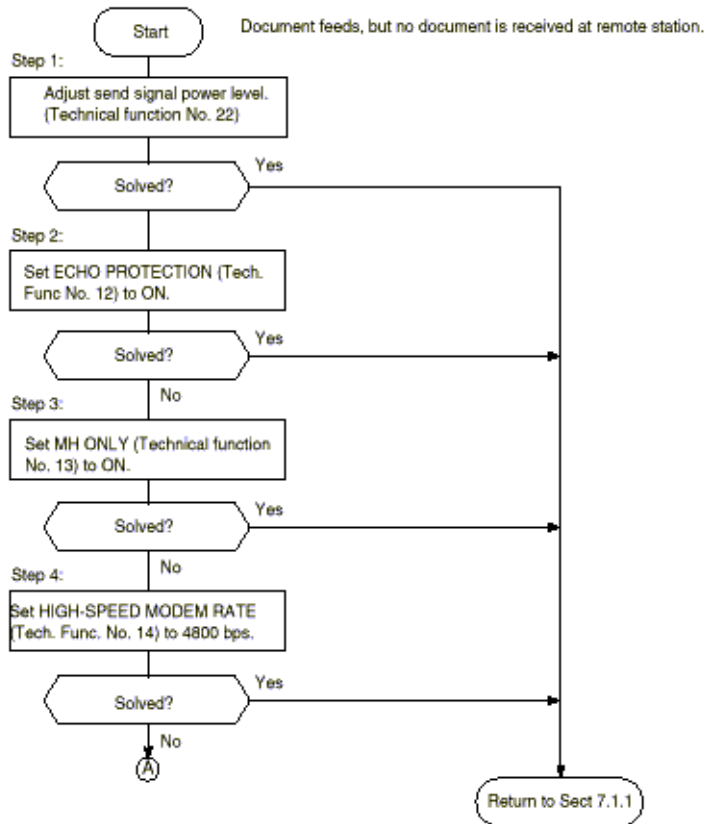 Start
Document feeds, but no document is received at remote station.
Step 1:
Adjust send signal power level.
(Technical function No. 22)
Yes
Solved?
Step 2:
Set ECHO PROTECTION (Tech.
Func No. 12) to ON.
Yes
Solved?
No
Step 3:
Set MH ONLY (Technical function
No. 13) to ON.
Yes
Solved?
No
Step 4:
Set HIGH-SPEED MODEM RATE
(Tech. Func. No. 14) to 4800 bps.
Yes
Solved?
No
A
Return to Sect 7.1.1